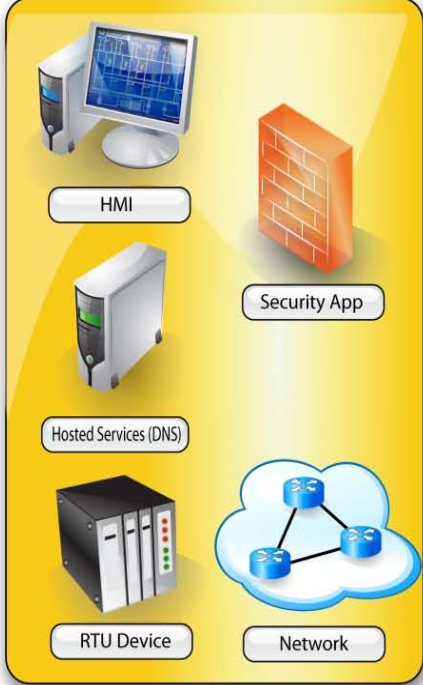 HMI
Security App
Hosted Services (DNS)
RTU Device
Network